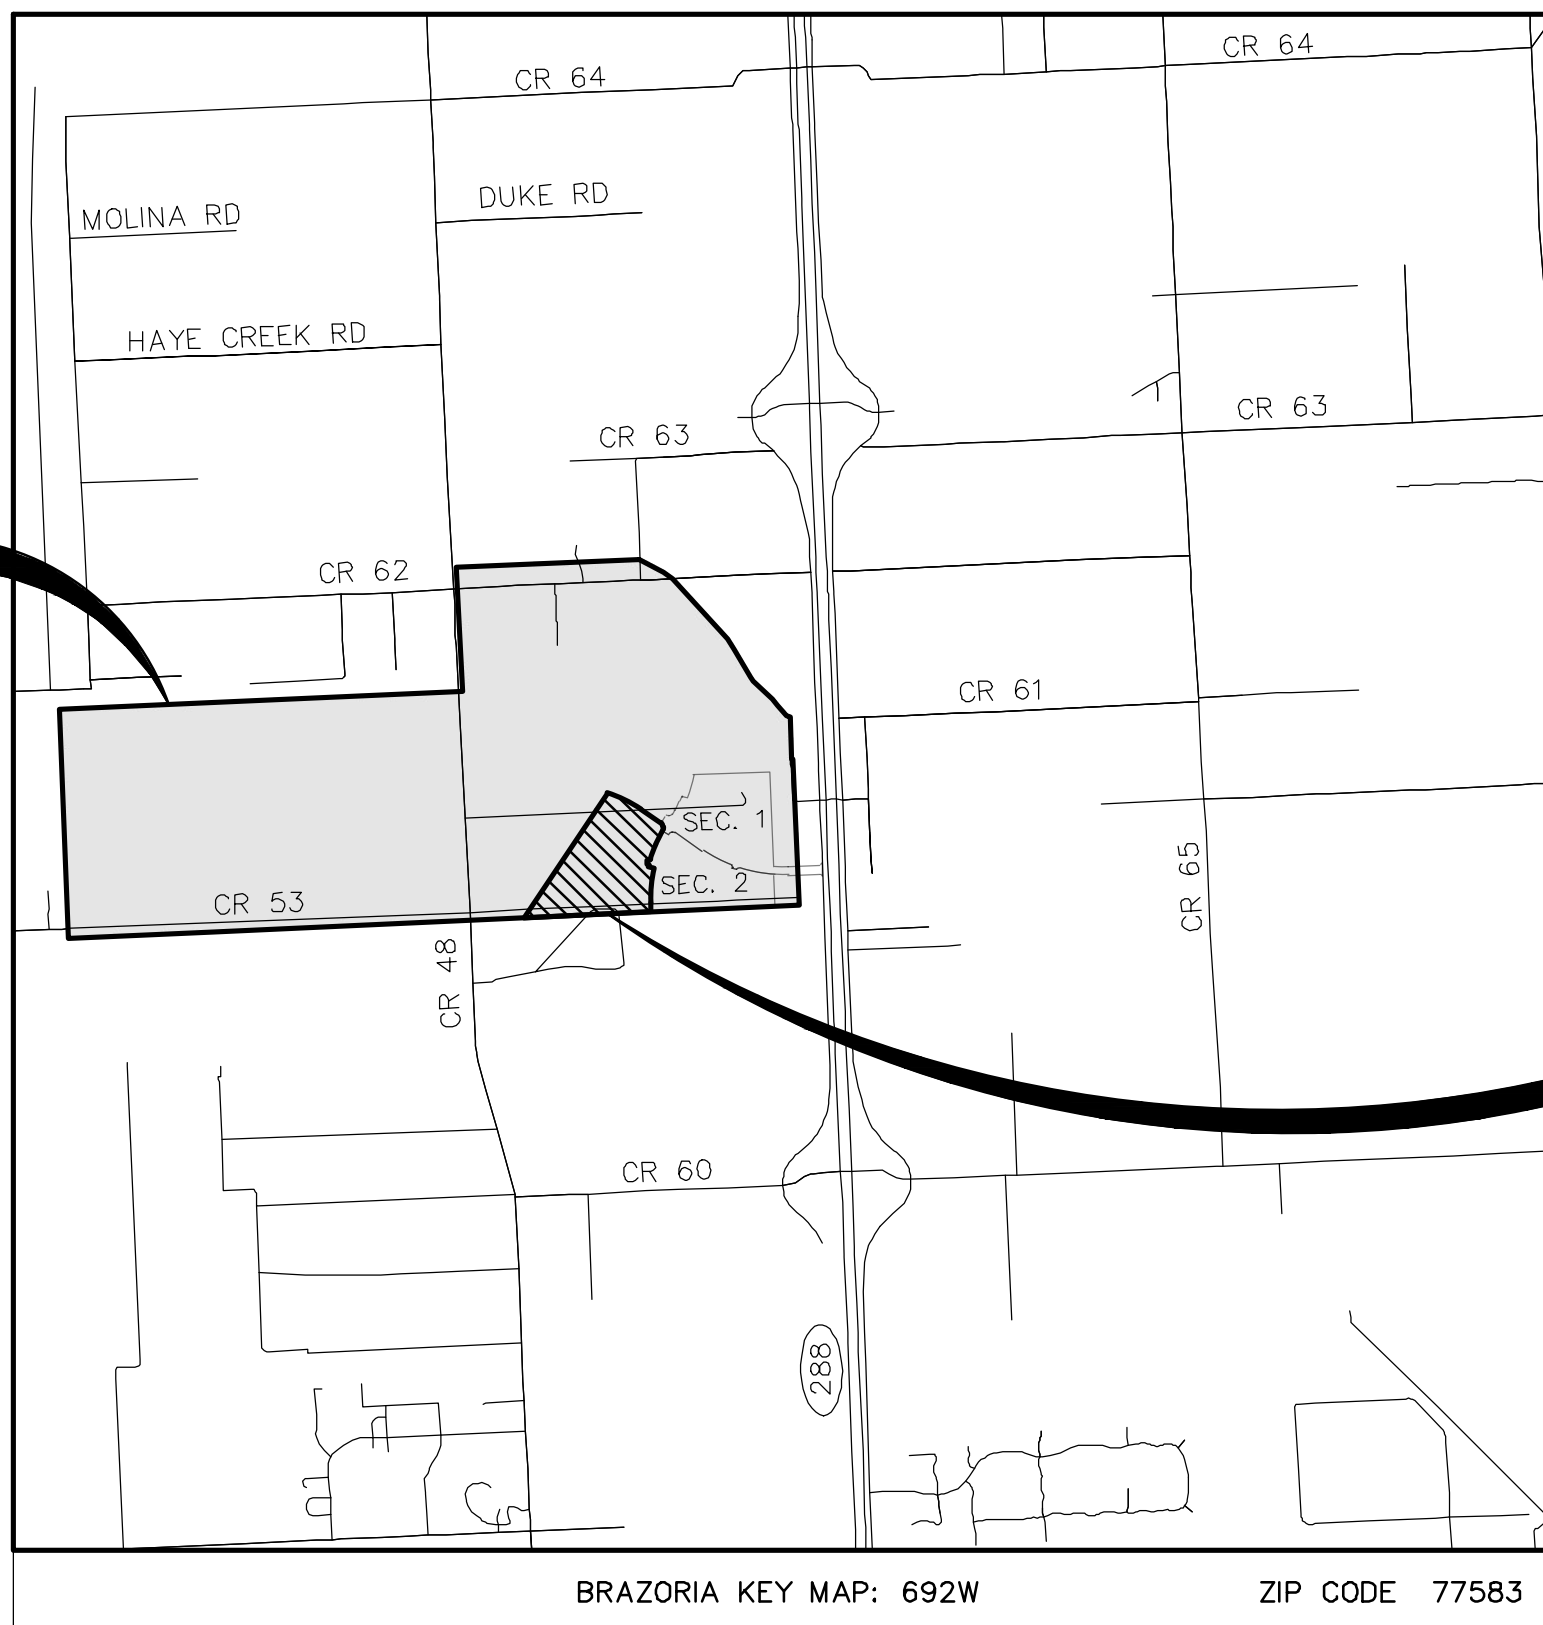 CR 64
CR 64
DUKE RD
MOLINA RD
HAYE CREEK RD
CR 63
CR 63
CR 62
CR 61
SEC. 1
CR 65
SEC. 2
CR 53
CR 48
CR 60
288
BRAZORIA KEY MAP: 692W
ZIP CODE 77583